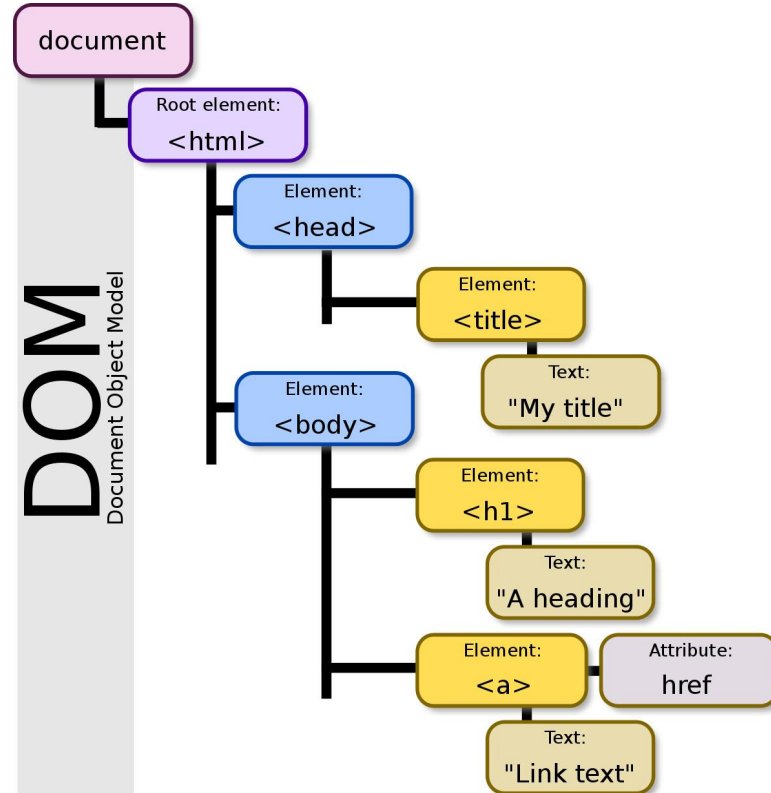 document
Root element:
<html>
Element:
<head>
Element:
<title>
Text:
"My title"
Element:
<body>
Element:
<h1>
Text:
"A heading"
Element:
<a>
Attribute:
href
Text:
"Link text"
DOM
Document Object Model